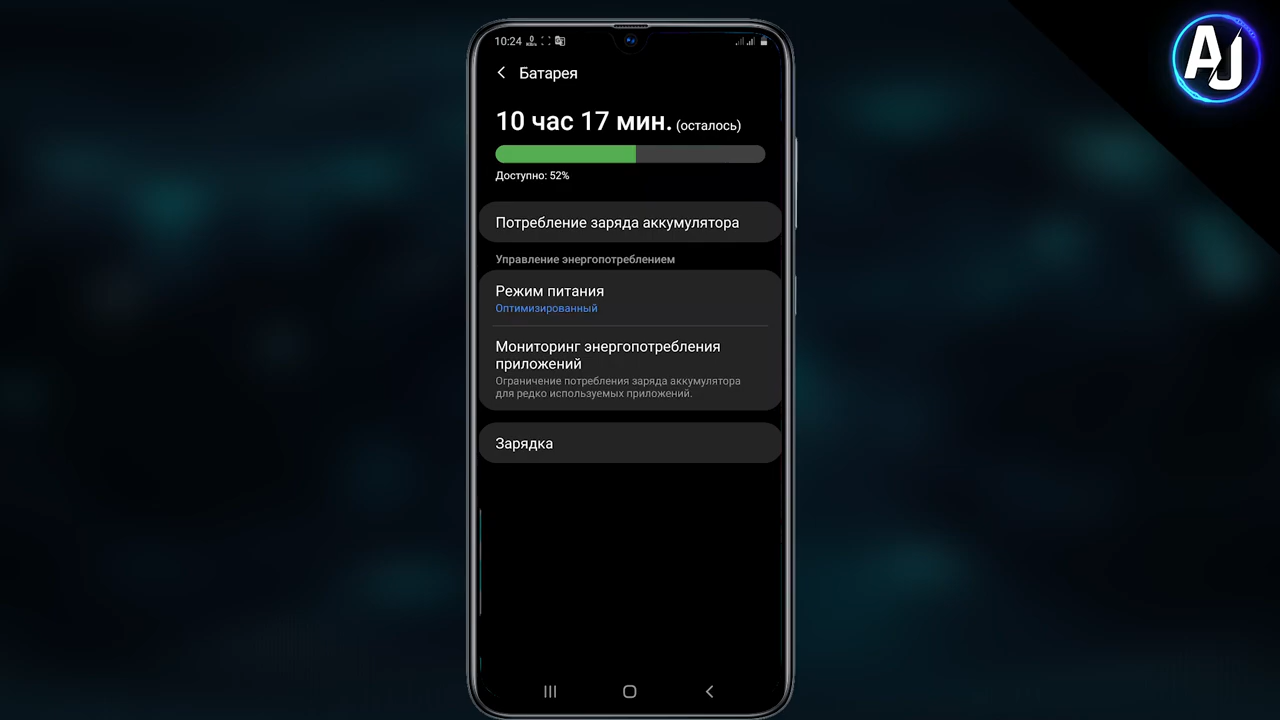 AJ
10:24
Батарея
10 час 17 мин. (осталось)
Доступно: 52%
Потребление заряда аккумулятора
Управление энергопотреблением
Режим питания
Оптимизированный
Мониторинг энергопотребления
приложений
Ограничение потребления заряда аккумулятора
для редко используемых приложений.
Зарядка